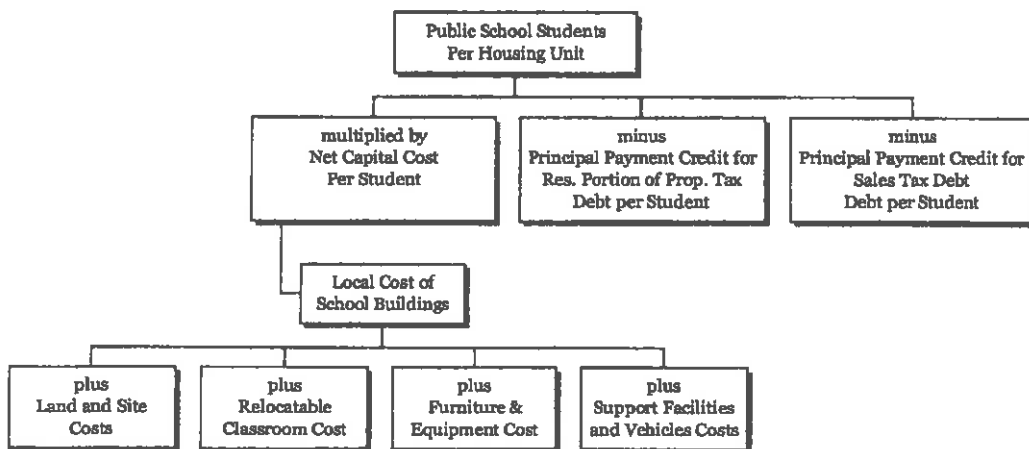 Public School Students
Per Housing Unit
multiplied by
Net Capital Cost
Per Student
minus
Principal Payment Credit for
Res. Portion of Prop. Tax
Debt per Student
minus
Principal Payment Credit for
Sales Tax Debt
Debt per Student
Local Cost of
School Buildings
plus
Land and Site
Costs
plus
Relocatable
Classroom Cost
plus
Furniture &
Equipment Cost
plus
Support Facilities
and Vehicles Costs